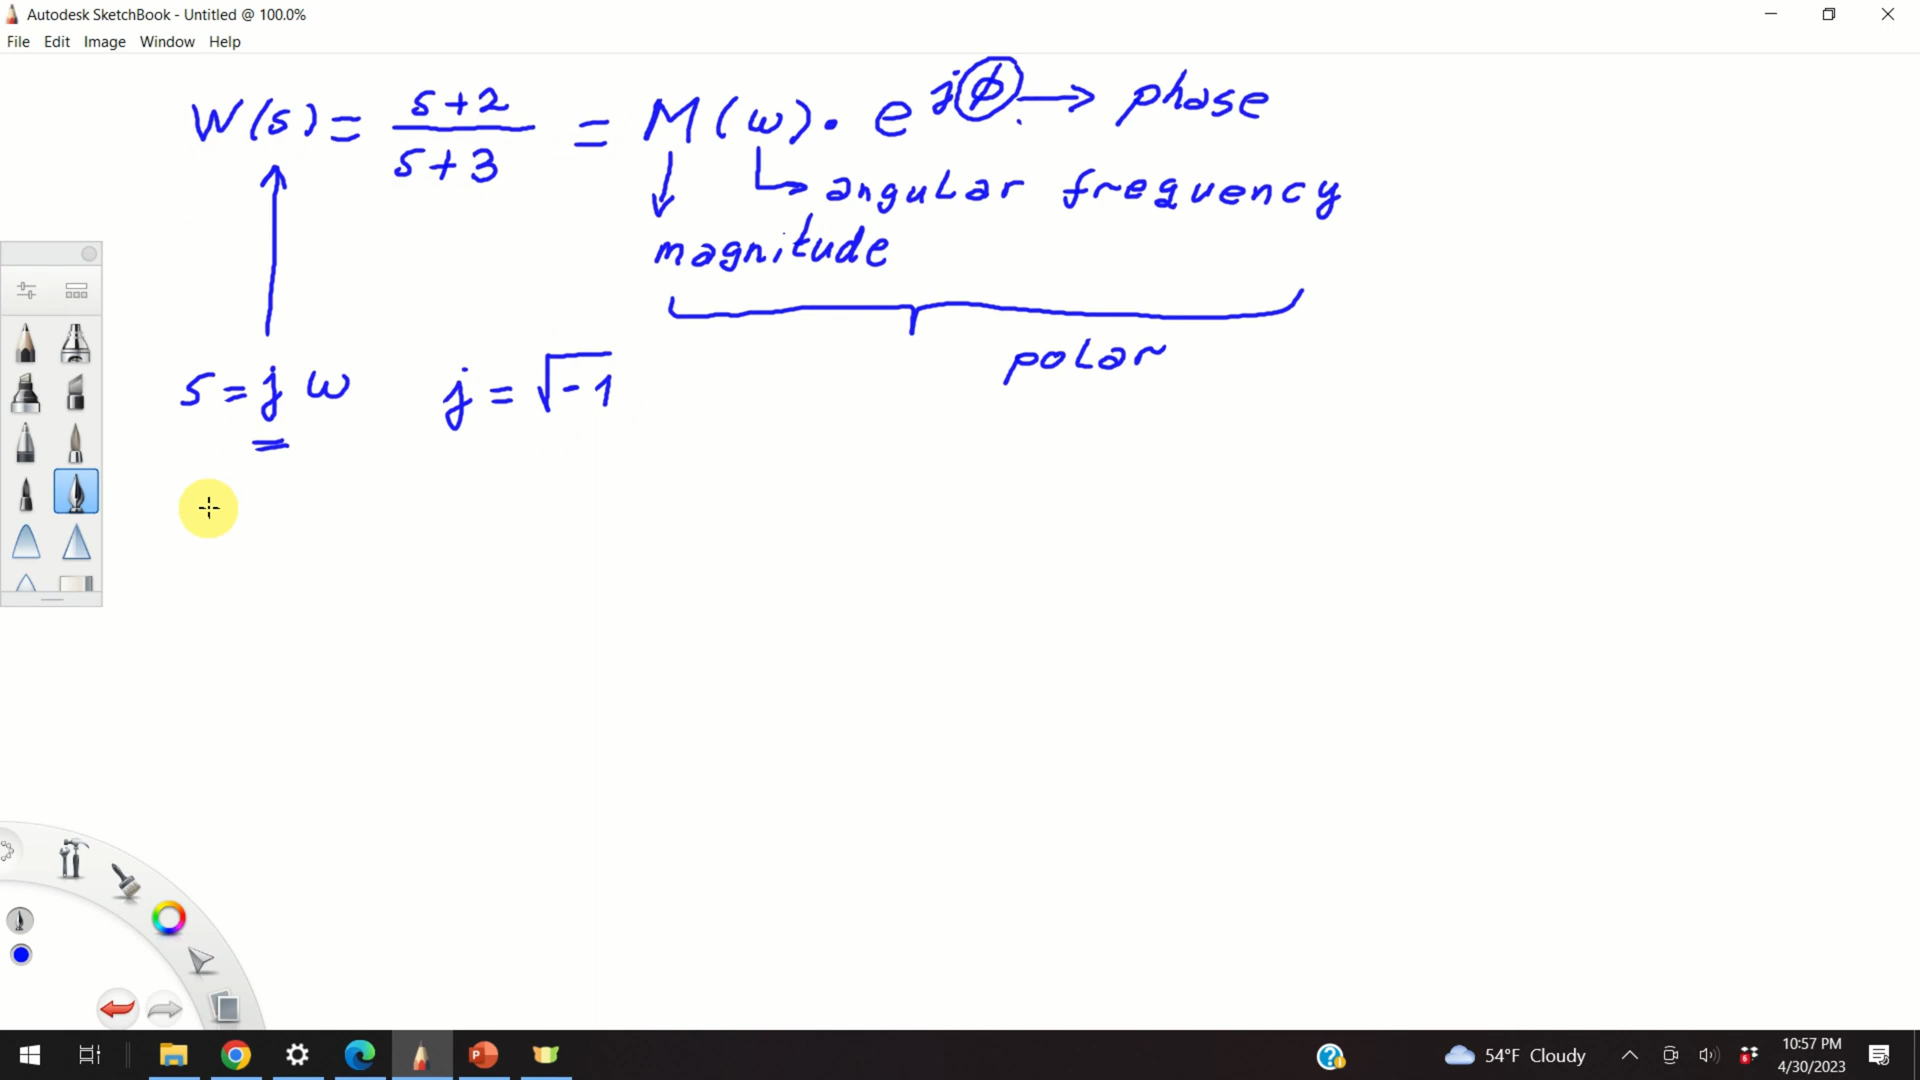 Autodesk SketchBook - Untitled @ 100.0%
File Edit Image Window Help
W(s) = \frac{s+2}{s+3} = M(ω) · e^{jϕ} → phase
angular frequency
magnitude
polar
s = j ω j = √-1
54°F Cloudy
10:57 PM
4/30/2023